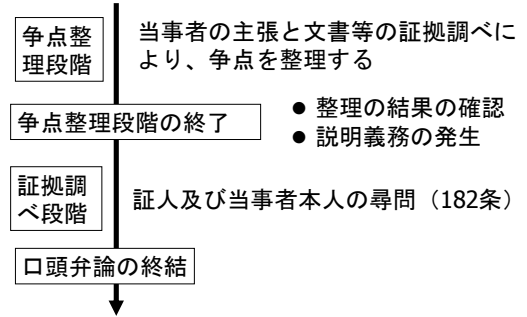 争点整
理段階
当事者の主張と文書等の証拠調べに
より、争点を整理する
争点整理段階の終了
● 整理の結果の確認
● 説明義務の発生
証拠調
べ段階
証人及び当事者本人の尋問（182条）
口頭弁論の終結